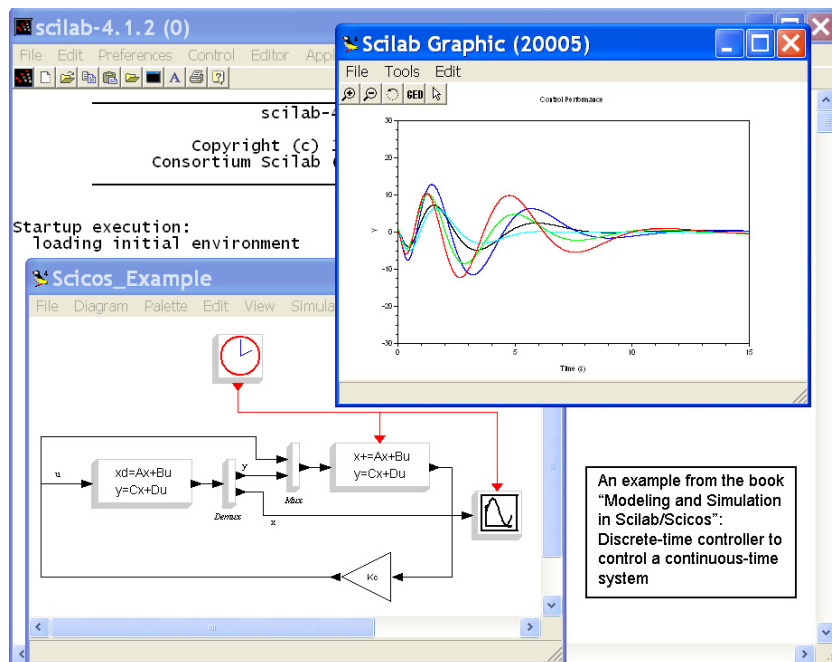 scilab-4.1.2 (0)
File Edit Preferences Control Editor
scilab-4
Copyright (c)
Consortium Scilab
Startup execution:
loading initial environment
Scilab Graphic (20005)
File Tools Edit
GED
A
Control Performance
30
20
10
0
-10
-20
-30
Y
0
5
10
15
Time (s)
Scicos_Example
File Diagram Palette Edit View
u
xd=Ax+Bu
y=Cx+Du
Demux
y
x
Mux
x+=Ax+Bu
y=Cx+Du
Kc
An example from the book
“Modeling and Simulation
in Scilab/Scicos”:
Discrete-time controller to
control a continuous-time
system